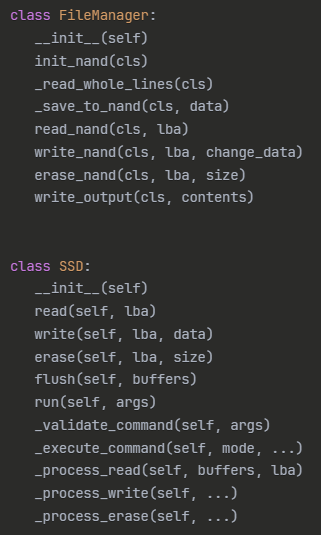 class FileManager:
__init__(self)
init_nand(cls)
_read_whole_lines(cls)
_save_to_nand(cls, data)
read_nand(cls, lba)
write_nand(cls, lba, change_data)
erase_nand(cls, lba, size)
write_output(cls, contents)
class SSD:
__init__(self)
read(self, lba)
write(self, lba, data)
erase(self, lba, size)
flush(self, buffers)
run(self, args)
_validate_command(self, args)
_execute_command(self, mode, ...)
_process_read(self, buffers, lba)
_process_write(self, ...)
_process_erase(self, ...)